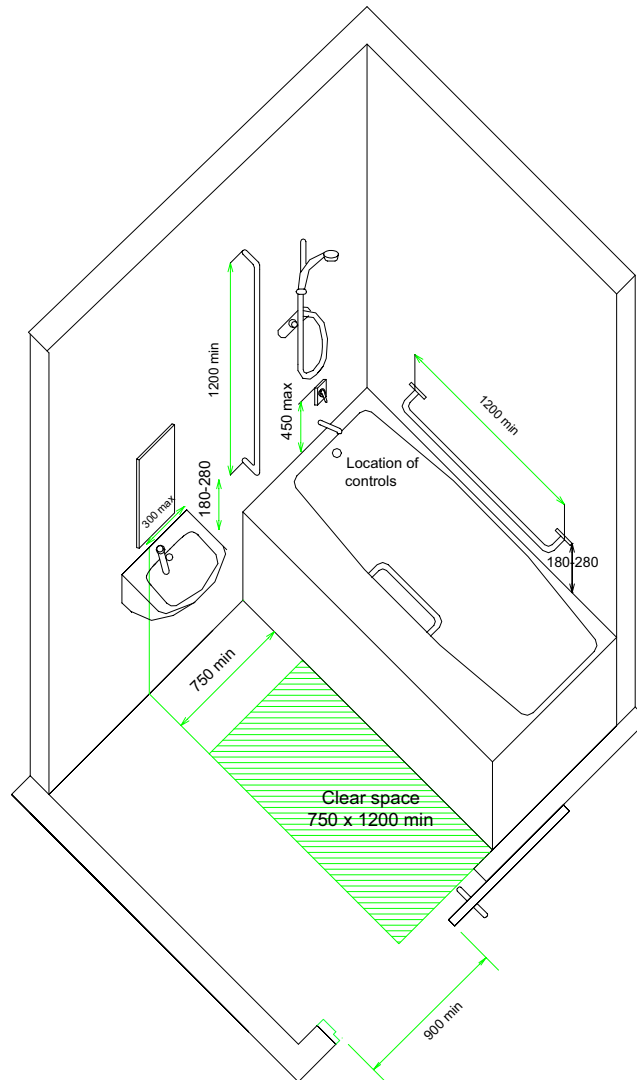 1200 min
1200 min
450 max
Location of
controls
180-280
300 max
180-280
750 min
Clear space
750 x 1200 min
900 min